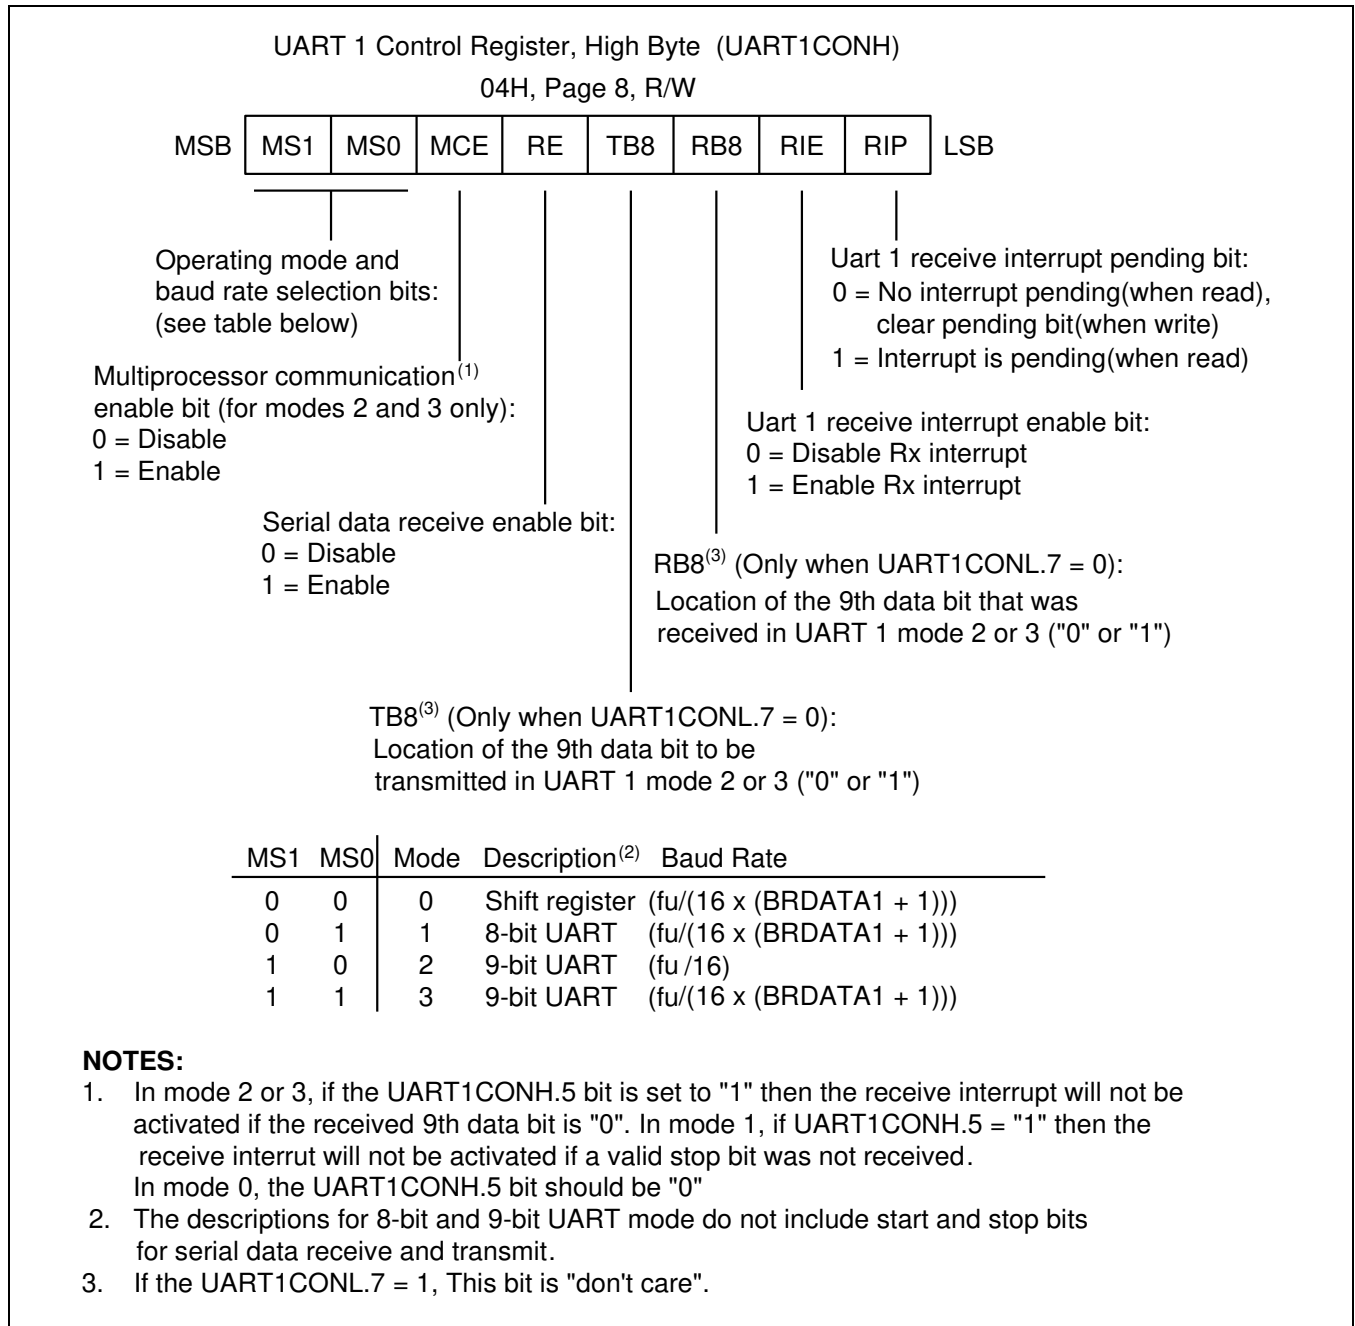 UART 1 Control Register, High Byte (UART1CONH)
04H, Page 8, R/W
MSB MS1 MS0 MCE RE TB8 RB8 RIE RIP LSB
Operating mode and
baud rate selection bits:
(see table below)
Uart 1 receive interrupt pending bit:
0 = No interrupt pending(when read),
clear pending bit(when write)
1 = Interrupt is pending(when read)
Multiprocessor communication(1)
enable bit (for modes 2 and 3 only):
0 = Disable
1 = Enable
Uart 1 receive interrupt enable bit:
0 = Disable Rx interrupt
1 = Enable Rx interrupt
Serial data receive enable bit:
0 = Disable
1 = Enable
RB8(3) (Only when UART1CONL.7 = 0):
Location of the 9th data bit that was
received in UART 1 mode 2 or 3 ("0" or "1")
TB8(3) (Only when UART1CONL.7 = 0):
Location of the 9th data bit to be
transmitted in UART 1 mode 2 or 3 ("0" or "1")
MS1 MS0 Mode Description(2) Baud Rate
0 0 0 Shift register (fu/(16 x (BRDATA1 + 1)))
0 1 1 8-bit UART (fu/(16 x (BRDATA1 + 1)))
1 0 2 9-bit UART (fu /16)
1 1 3 9-bit UART (fu/(16 x (BRDATA1 + 1)))
NOTES:
1. In mode 2 or 3, if the UART1CONH.5 bit is set to "1" then the receive interrupt will not be
activated if the received 9th data bit is "0". In mode 1, if UART1CONH.5 = "1" then the
receive interrut will not be activated if a valid stop bit was not received.
In mode 0, the UART1CONH.5 bit should be "0"
2. The descriptions for 8-bit and 9-bit UART mode do not include start and stop bits
for serial data receive and transmit.
3. If the UART1CONL.7 = 1, This bit is "don't care".